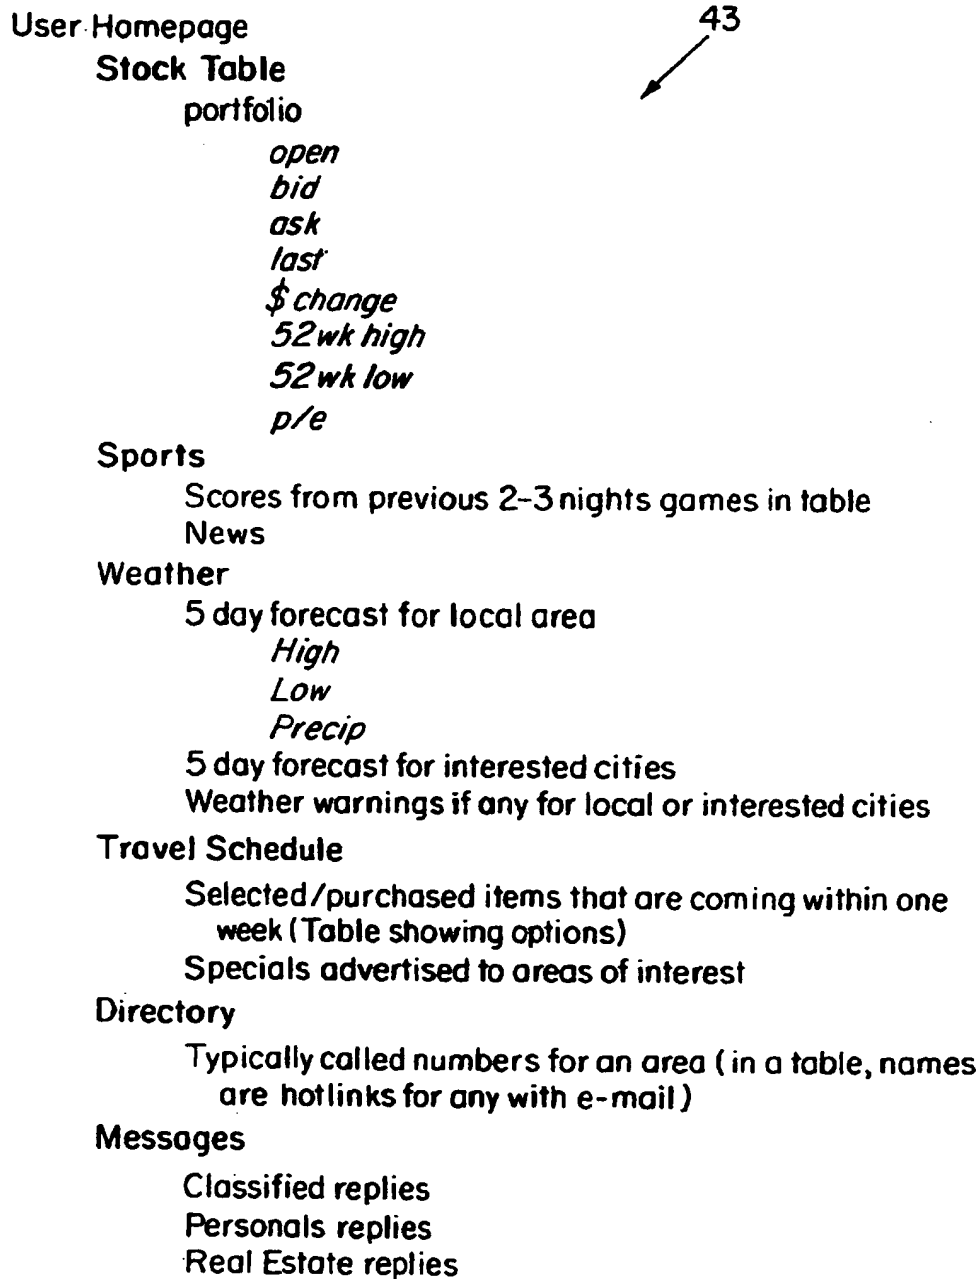 User Homepage
43
Stock Table
portfolio
open
bid
ask
last
$ change
52wk high
52wk low
p/e
Sports
Scores from previous 2-3 nights games in table
News
Weather
5 day forecast for local area
High
Low
Precip
5 day forecast for interested cities
Weather warnings if any for local or interested cities
Travel Schedule
Selected/purchased items that are coming within one
week (Table showing options)
Specials advertised to areas of interest
Directory
Typically called numbers for an area (in a table, names
are hotlinks for any with e-mail)
Messages
Classified replies
Personals replies
Real Estate replies